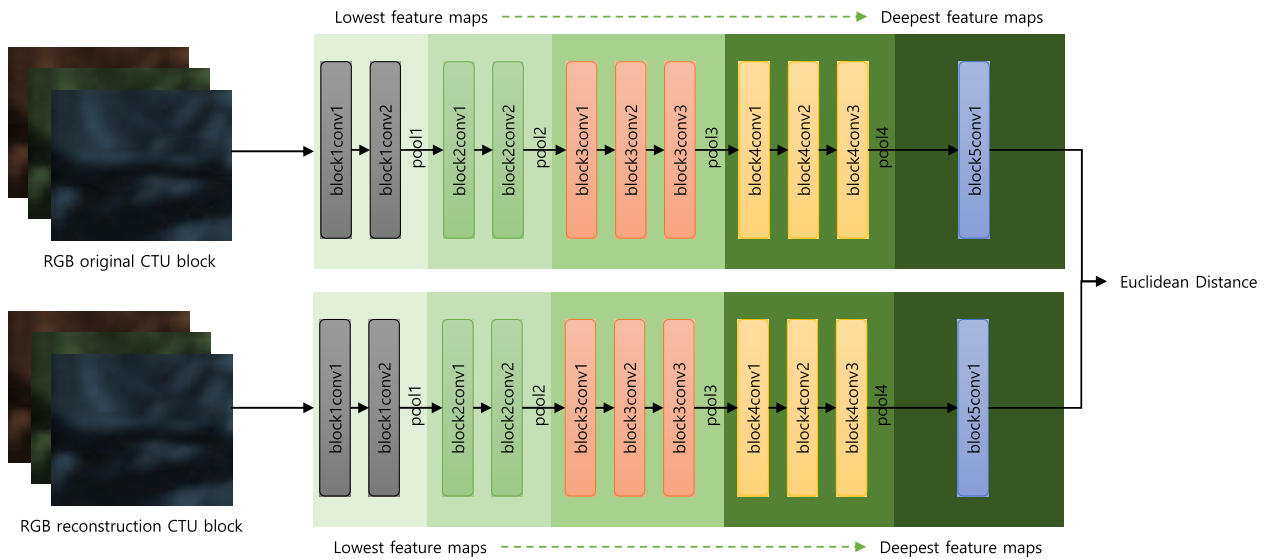 Lowest feature maps
Deepest feature maps
block1conv1
block1conv2
pool1
block2conv1
block2conv2
pool2
block3conv1
block3conv2
block3conv3
pool3
block4conv1
block4conv2
block4conv3
pool4
block5conv1
RGB original CTU block
Euclidean Distance
block1conv1
block1conv2
pool1
block2conv1
block2conv2
pool2
block3conv1
block3conv2
block3conv3
pool3
block4conv1
block4conv2
block4conv3
pool4
block5conv1
RGB reconstruction CTU block
Lowest feature maps
Deepest feature maps